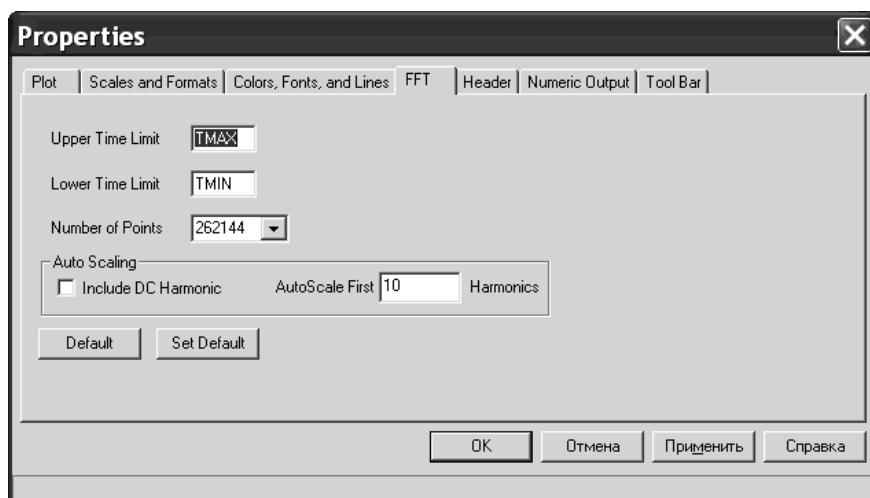 Properties
Plot Scales and Formats Colors, Fonts, and Lines FFT Header Numeric Output Tool Bar
Upper Time Limit TMAX
Lower Time Limit TMIN
Number of Points 262144
Auto Scaling
Include DC Harmonic AutoScale First 10 Harmonics
Default Set Default
OK Отмена Применить Справка